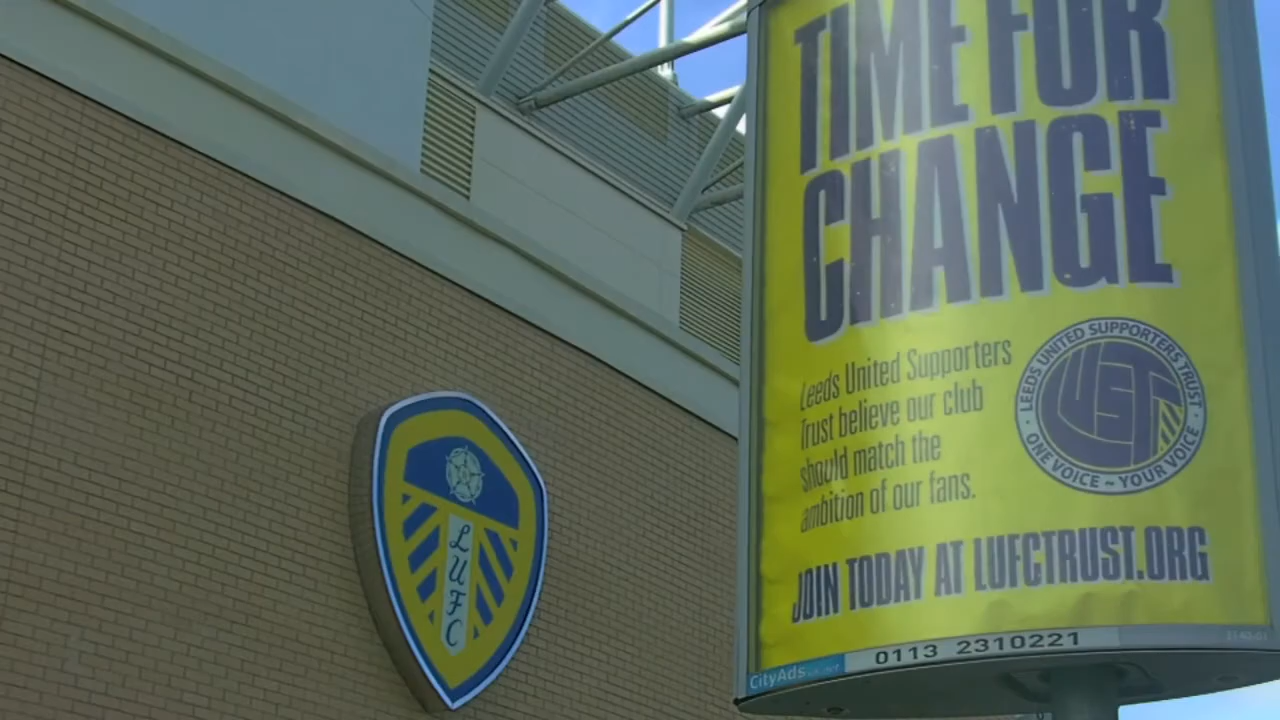 TIME FOR
CHANGE
Leeds United Supporters
Trust believe our club
should match the
ambition of our fans.
LEEDS UNITED SUPPORTERS TRUST
LUST
ONE VOICE ~ YOUR VOICE
JOIN TODAY AT LUFCTRUST.ORG
0113 2310221
CityAds
LUFC